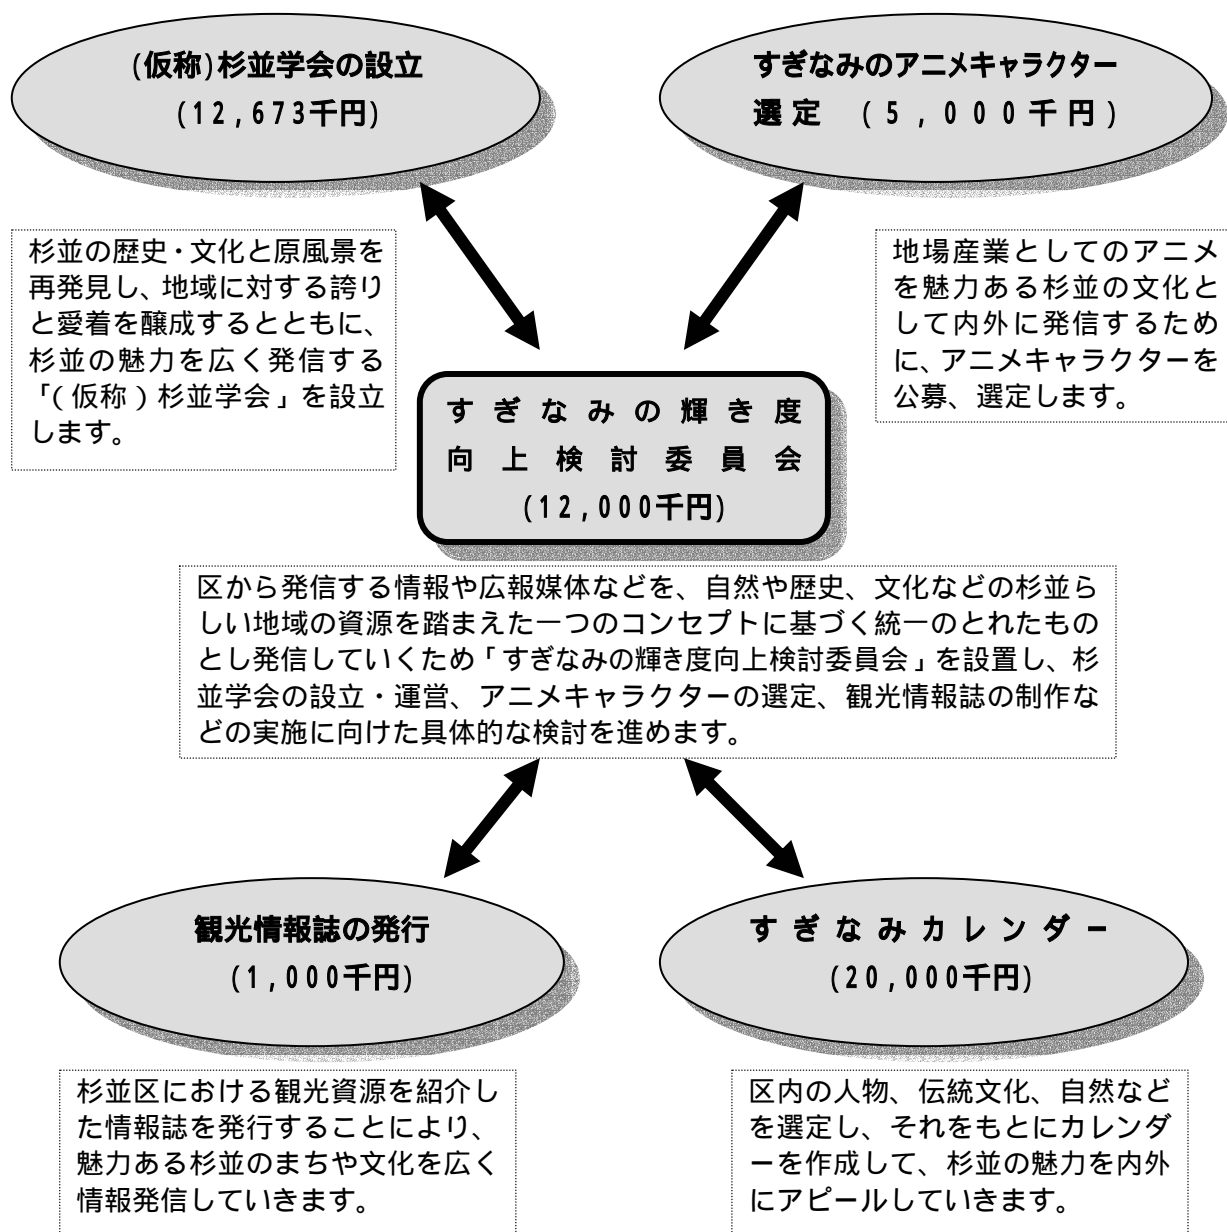 (仮称)杉並学会の設立
(12,673千円)
すぎなみのアニメキャラクター
選定 (5,000千円)
杉並の歴史・文化と原風景を
再発見し、地域に対する誇り
と愛着を醸成するとともに、
杉並の魅力を広く発信する
「(仮称)杉並学会」を設立
します。
地場産業としてのアニメ
を魅力ある杉並の文化と
して内外に発信するため
に、アニメキャラクターを
公募、選定します。
すぎなみの輝き度
向上検討委員会
(12,000千円)
区から発信する情報や広報媒体などを、自然や歴史、文化などの杉並ら
しい地域の資源を踏まえた一つのコンセプトに基づく統一のとれたもの
とし発信していくため「すぎなみの輝き度向上検討委員会」を設置し、杉
並学会の設立・運営、アニメキャラクターの選定、観光情報誌の制作な
どの実施に向けた具体的な検討を進めます。
観光情報誌の発行
(1,000千円)
すぎなみカレンダー
(20,000千円)
杉並区における観光資源を紹介し
た情報誌を発行することにより、
魅力ある杉並のまちや文化を広く
情報発信していきます。
区内の人物、伝統文化、自然など
を選定し、それをもとにカレンダ
ーを作成して、杉並の魅力を内外
にアピールしていきます。